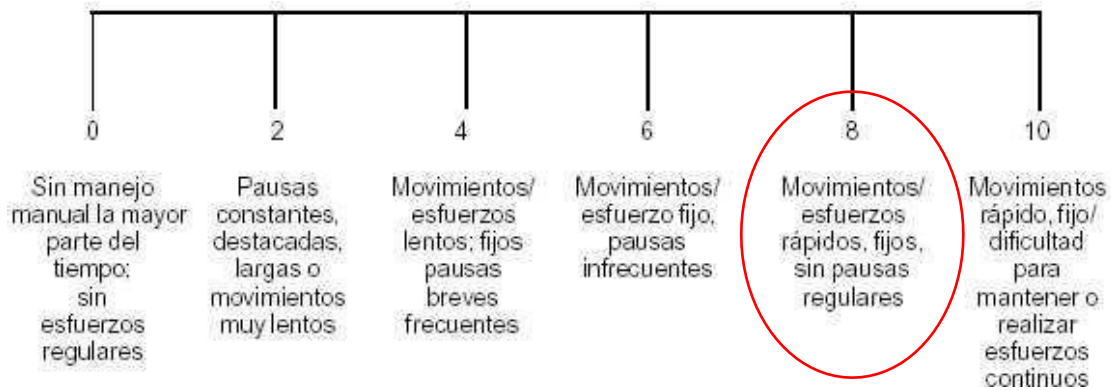 0
Sin manejo
manual la mayor
parte del
tiempo;
sin
esfuerzos
regulares
2
Pausas
constantes,
destacadas,
largas o
movimientos
muy lentos
4
Movimientos/
esfuerzos
lentos; fijos
pausas
breves
frecuentes
6
Movimientos/
esfuerzo fijo,
pausas
infrecuentes
8
Movimientos/
esfuerzos
rápidos, fijos,
sin pausas
regulares
10
Movimientos
rápido, fijo/
dificultad
para
mantener o
realizar
esfuerzos
continuos